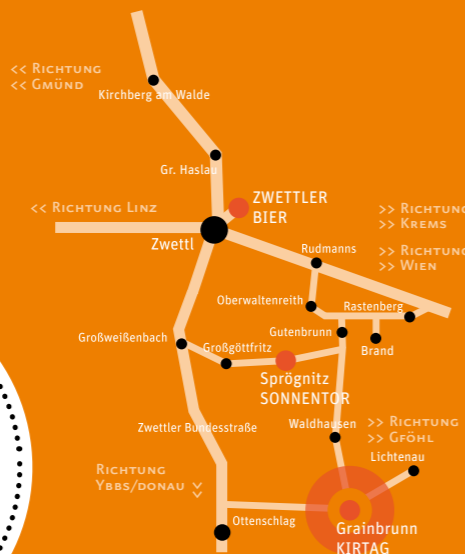 << Richtung
<< Gmünd
Kirchberg am Walde
Gr. Haslau
<< Richtung Linz
ZWETTLER
BIER
>> Richtung
>> Krems
Zwettl
Rudmanns
>> Richtung
>> Wien
Oberwaltenreith
Rastenberg
Großweißenbach
Gutenbrunn
Großgöttfritz
Brand
Sprögnitz
SONNENTOR
Zwettler Bundesstraße
Waldhausen
>> Richtung
>> Gföhl
Lichtenau
Richtung
Ybbs/Donau
Ottenschlag
Grainbrunn
KIRTAG